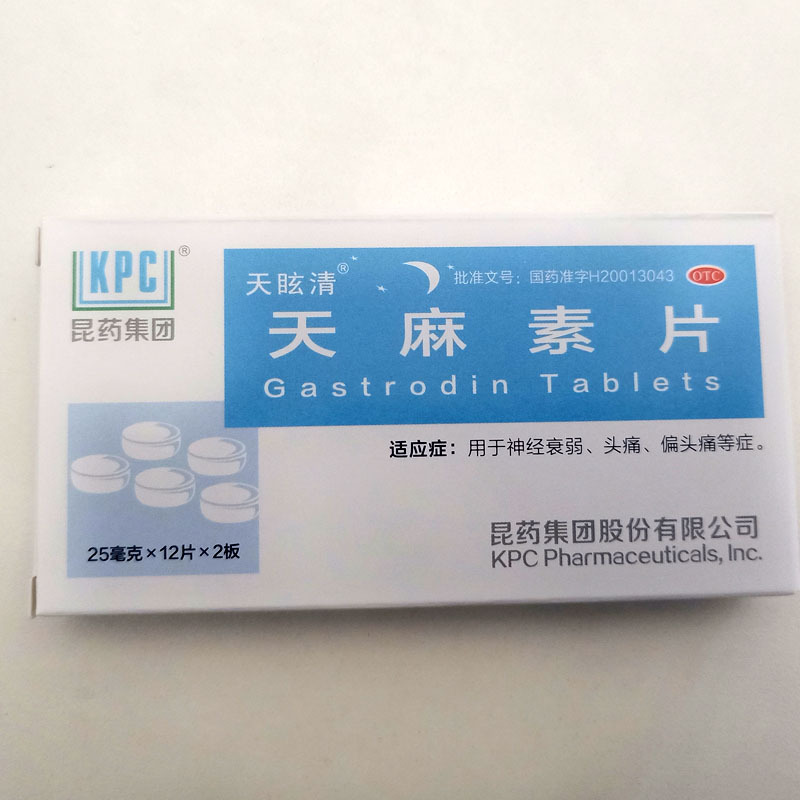 KPC®
昆药集团
天眩清®
批准文号：国药准字H20013043
OTC
天麻素片
Gastrodin Tablets
适应症：用于神经衰弱、头痛、偏头痛等症。
25毫克×12片×2板
昆药集团股份有限公司
KPC Pharmaceuticals, Inc.